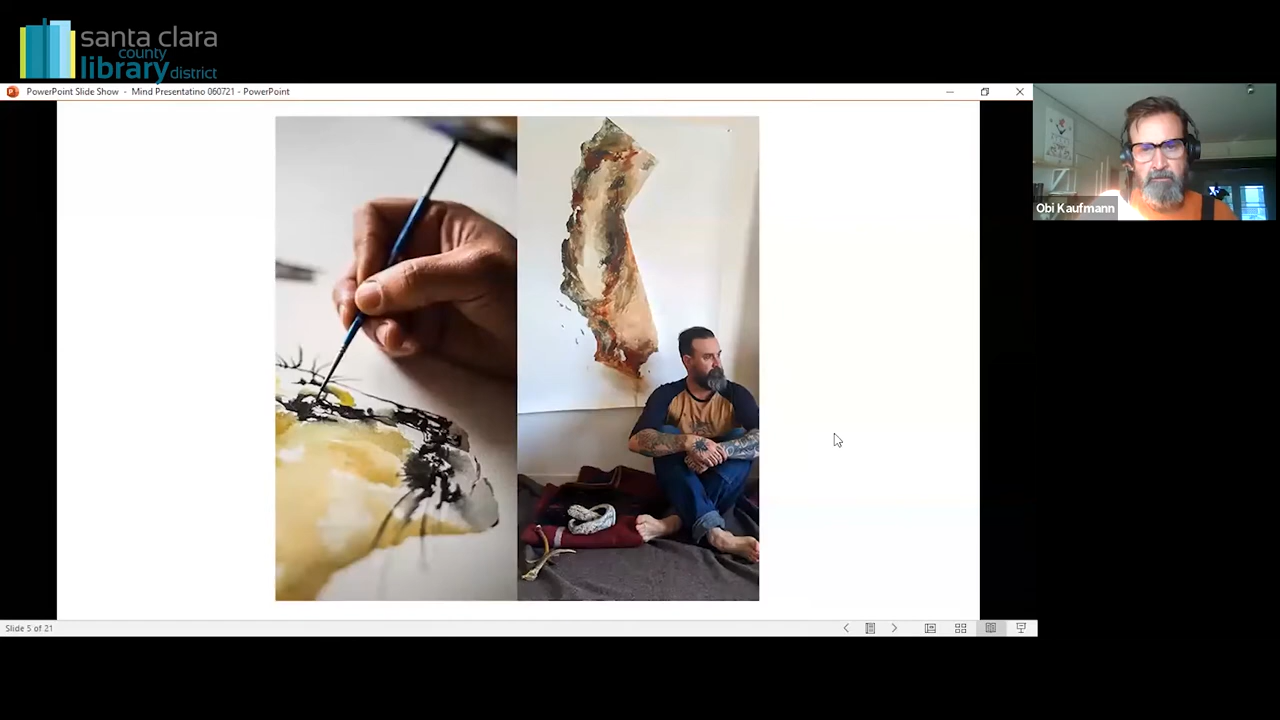 santa clara
county
library district
PowerPoint Slide Show - Mind Presentatino 060721 - PowerPoint
Obi Kaufmann
Slide 5 of 21